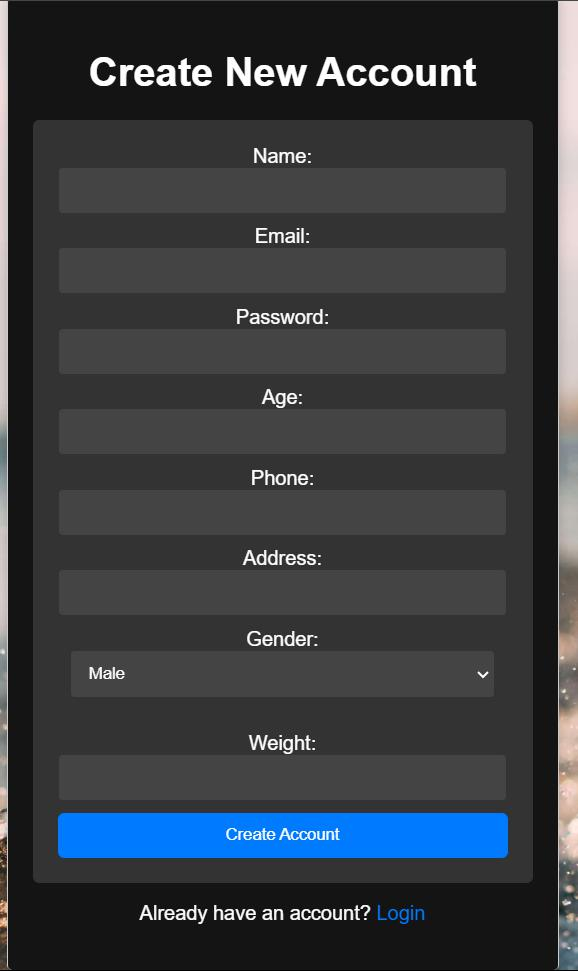 Create New Account
Name:
Email:
Password:
Age:
Phone:
Address:
Gender:
Male
Weight:
Create Account
Already have an account? Login